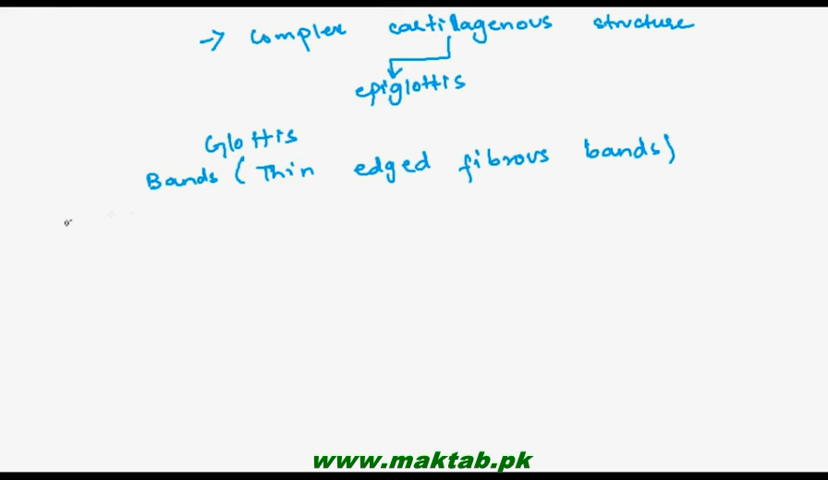 -> Complex cartilagenous structure
epiglottis
Glottis
Bands (Thin edged fibrous bands)
www.maktab.pk